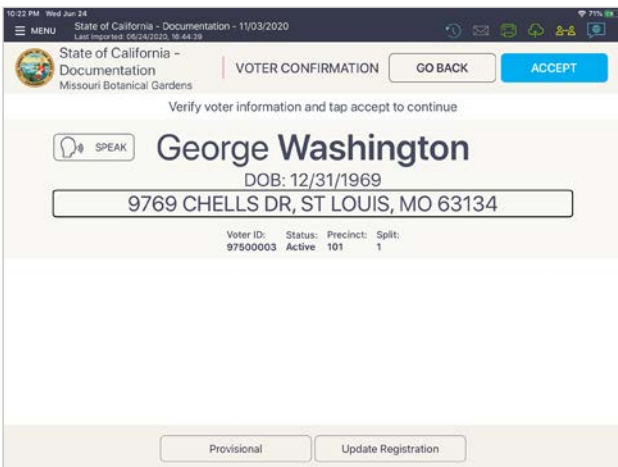 10:22 PM Wed Jun 24
71%
MENU
State of California - Documentation - 11/03/2020
Last Imported: 06/24/2020, 16:44:39
State of California -
Documentation
Missouri Botanical Gardens
VOTER CONFIRMATION
GO BACK
ACCEPT
Verify voter information and tap accept to continue
SPEAK
George Washington
DOB: 12/31/1969
9769 CHELLS DR, ST LOUIS, MO 63134
Voter ID: Status: Precinct: Split:
97500003 Active 101 1
Provisional
Update Registration